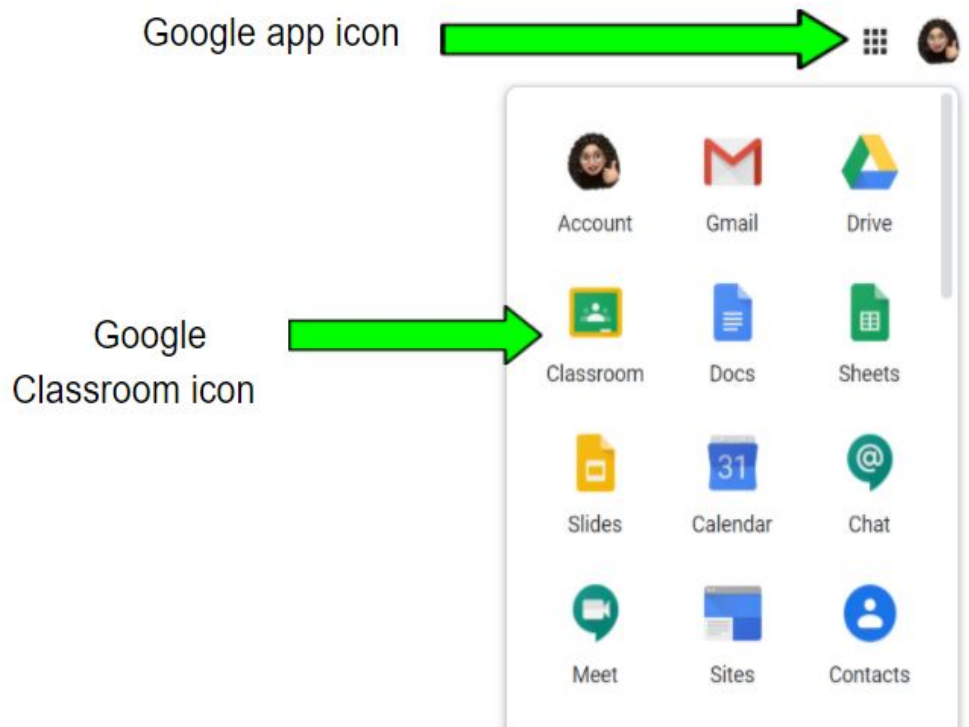 Google app icon
Account Gmail Drive
Google
Classroom icon
Classroom Docs Sheets
31
@
Slides Calendar Chat
Meet Sites Contacts